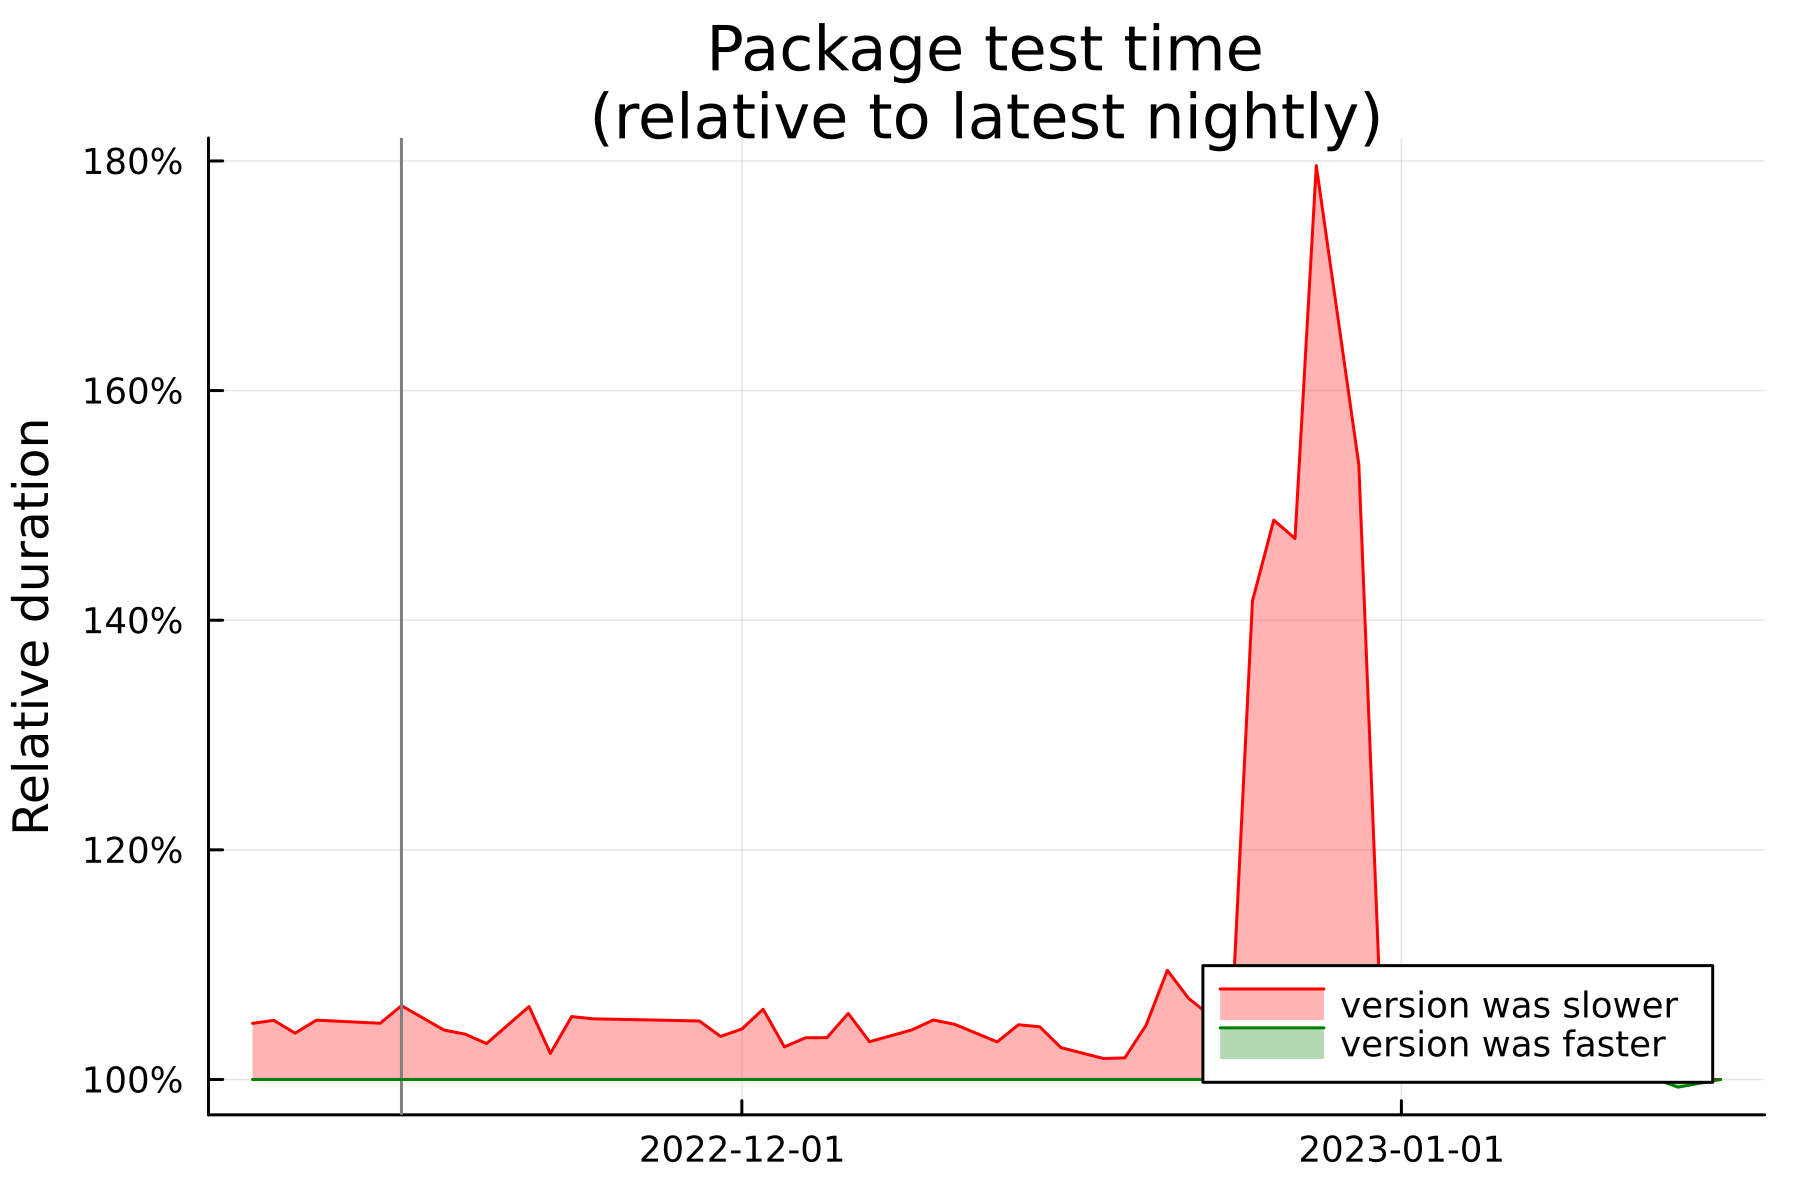 Package test time
(relative to latest nightly)
180%
160%
140%
120%
100%
Relative duration
version was slower
version was faster
2022-12-01
2023-01-01